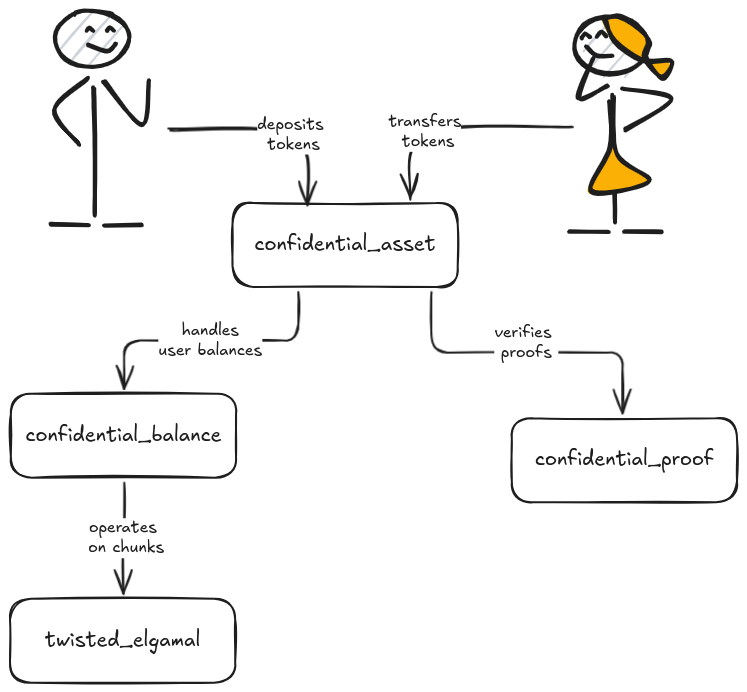 deposits
tokens
transfers
tokens
confidential_asset
handles
user balances
verifies
proofs
confidential_balance
confidential_proof
operates
on chunks
twisted_elgamal